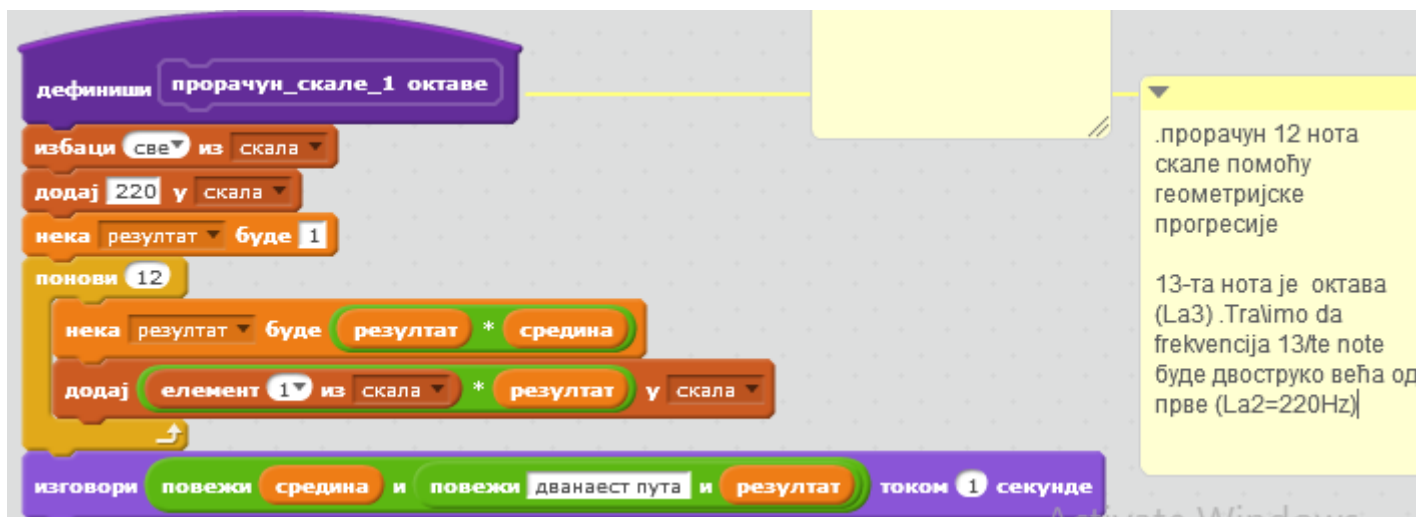 дефиниши прорачун_скале_1 октаве
избаци све из скала
додај 220 у скала
нека резултат буде 1
понови 12
нека резултат буде резултат * средина
додај елемент 1 из скала * резултат у скала
изговори повежи средина и повежи дванаест пута и резултат током 1 секунде
.прорачун 12 нота
скале помоћу
геометријске
прогресије
13-та нота је октава
(La3) .Tra\imo da
frekvencija 13/te note
буде двоструко већа од
прве (La2=220Hz)